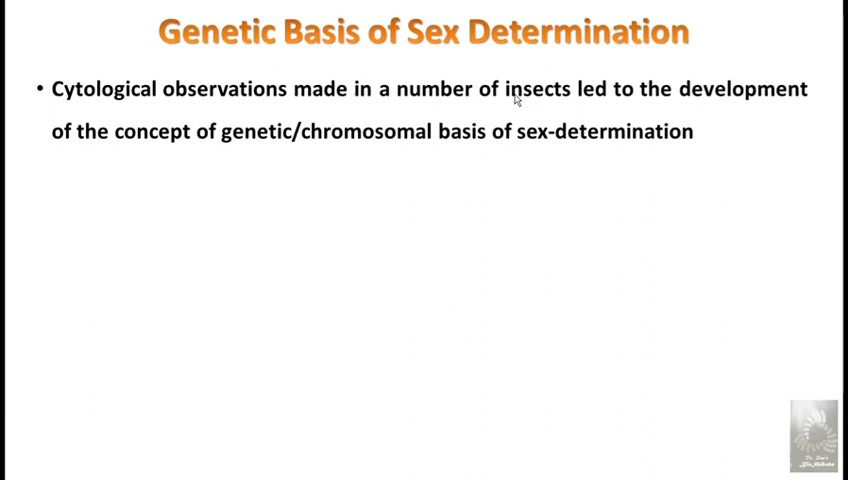 Genetic Basis of Sex Determination
• Cytological observations made in a number of insects led to the development
of the concept of genetic/chromosomal basis of sex-determination